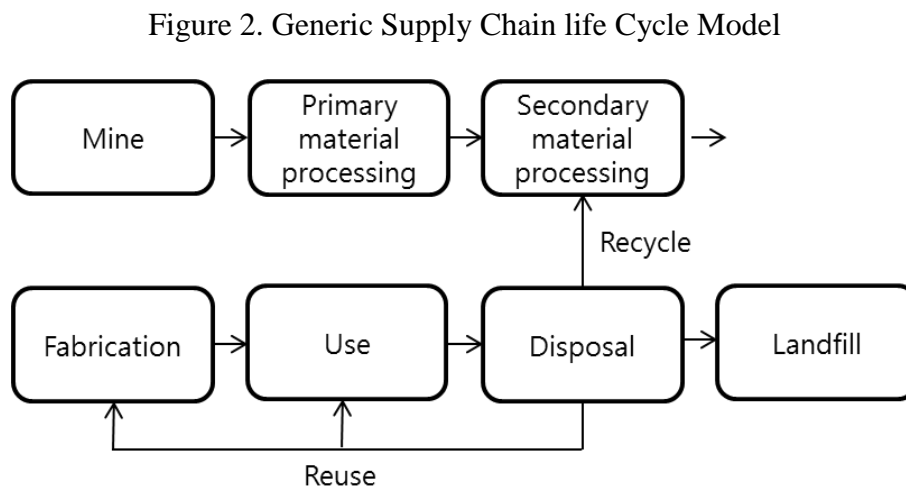 Figure 2. Generic Supply Chain life Cycle Model
Mine
Primary
material
processing
Secondary
material
processing
Recycle
Fabrication
Use
Disposal
Landfill
Reuse